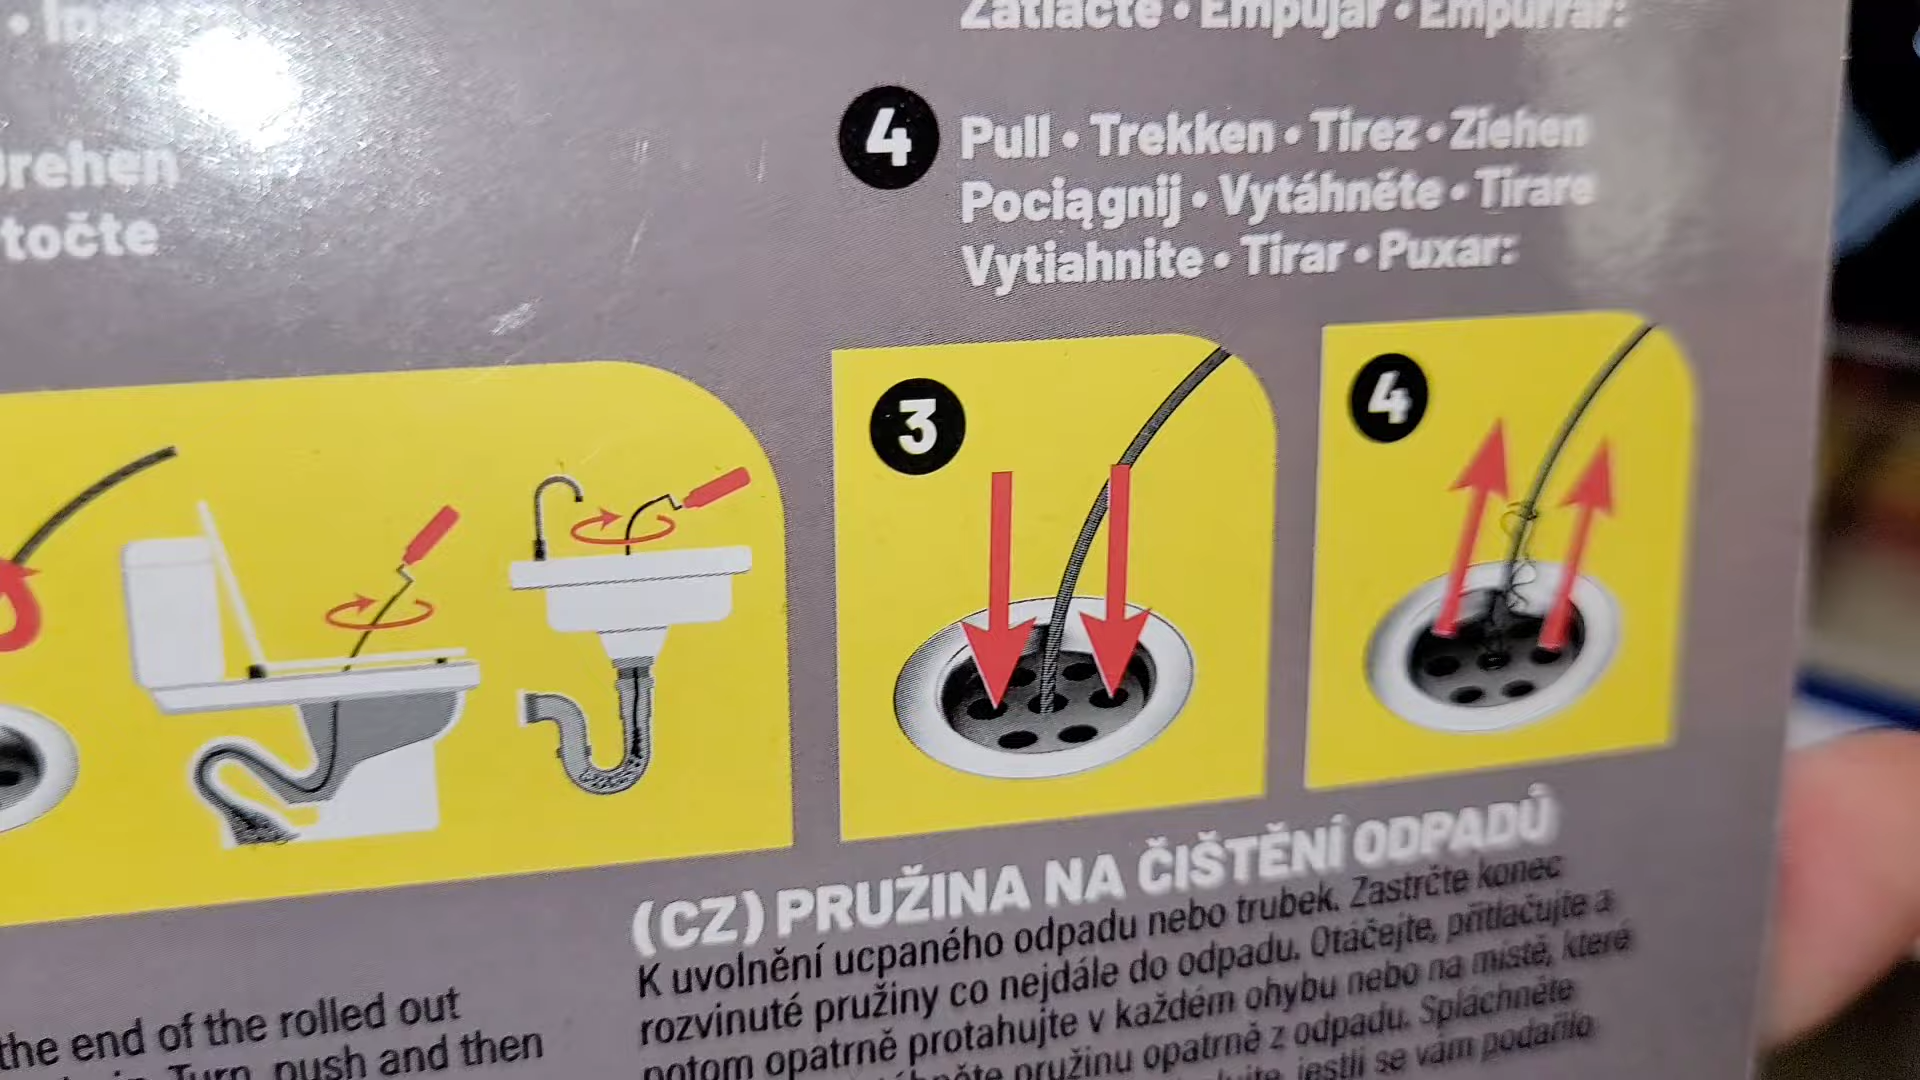 Zatlačte • Empujar • Empurrar:
Drehen
točte
4 Pull • Trekken • Tirez • Ziehen
Pociągnij • Vytáhněte • Tirare
Vytiahnite • Tirar • Puxar:
3
4
the end of the rolled out
Turn, push and then
(CZ) PRUŽINA NA ČIŠTĚNÍ ODPADŮ
K uvolnění ucpaného odpadu nebo trubek. Zastrčte konec
rozvinuté pružiny co nejdále do odpadu. Otáčejte, přitlačujte a
potom opatrně protahujte v každém ohybu nebo na místě, které
pružinu opatrně z odpadu. Spláchněte
jestli se vám podařilo